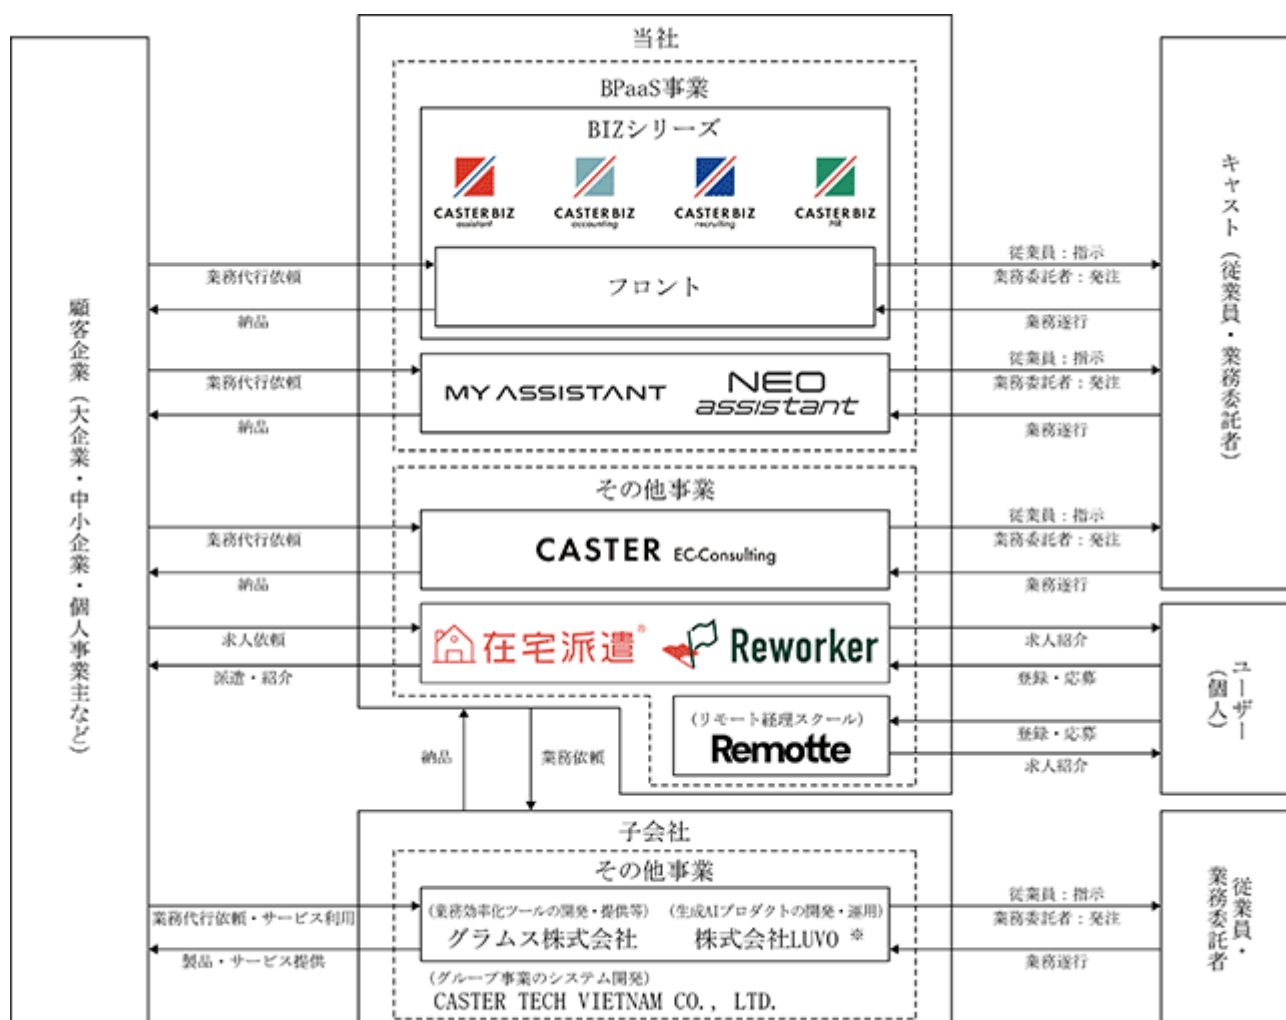 当社
BPaaS事業
BIZシリーズ
CASTER BIZ
assistant
CASTER BIZ
accounting
CASTER BIZ
recruiting
CASTER BIZ
HR
フロント
業務代行依頼
納品
従業員：指示
業務委託者：発注
業務遂行
MY ASSISTANT
NEO
assistant
業務代行依頼
納品
従業員：指示
業務委託者：発注
業務遂行
その他事業
CASTER EC-Consulting
業務代行依頼
納品
従業員：指示
業務委託者：発注
業務遂行
在宅派遣®
Reworker
求人依頼
派遣・紹介
求人紹介
登録・応募
(リモート経理スクール)
Remotte
登録・応募
求人紹介
納品
業務依頼
子会社
その他事業
(業務効率化ツールの開発・提供等)
グラムス株式会社
(生成AIプロダクトの開発・運用)
株式会社LUVO ※
(グループ事業のシステム開発)
CASTER TECH VIETNAM CO., LTD.
業務代行依頼・サービス利用
製品・サービス提供
従業員：指示
業務委託者：発注
業務遂行
顧客企業（大企業・中小企業・個人事業主など）
キャスト（従業員・業務委託者）
ユーザー
（個人）
従業員・
業務委託者